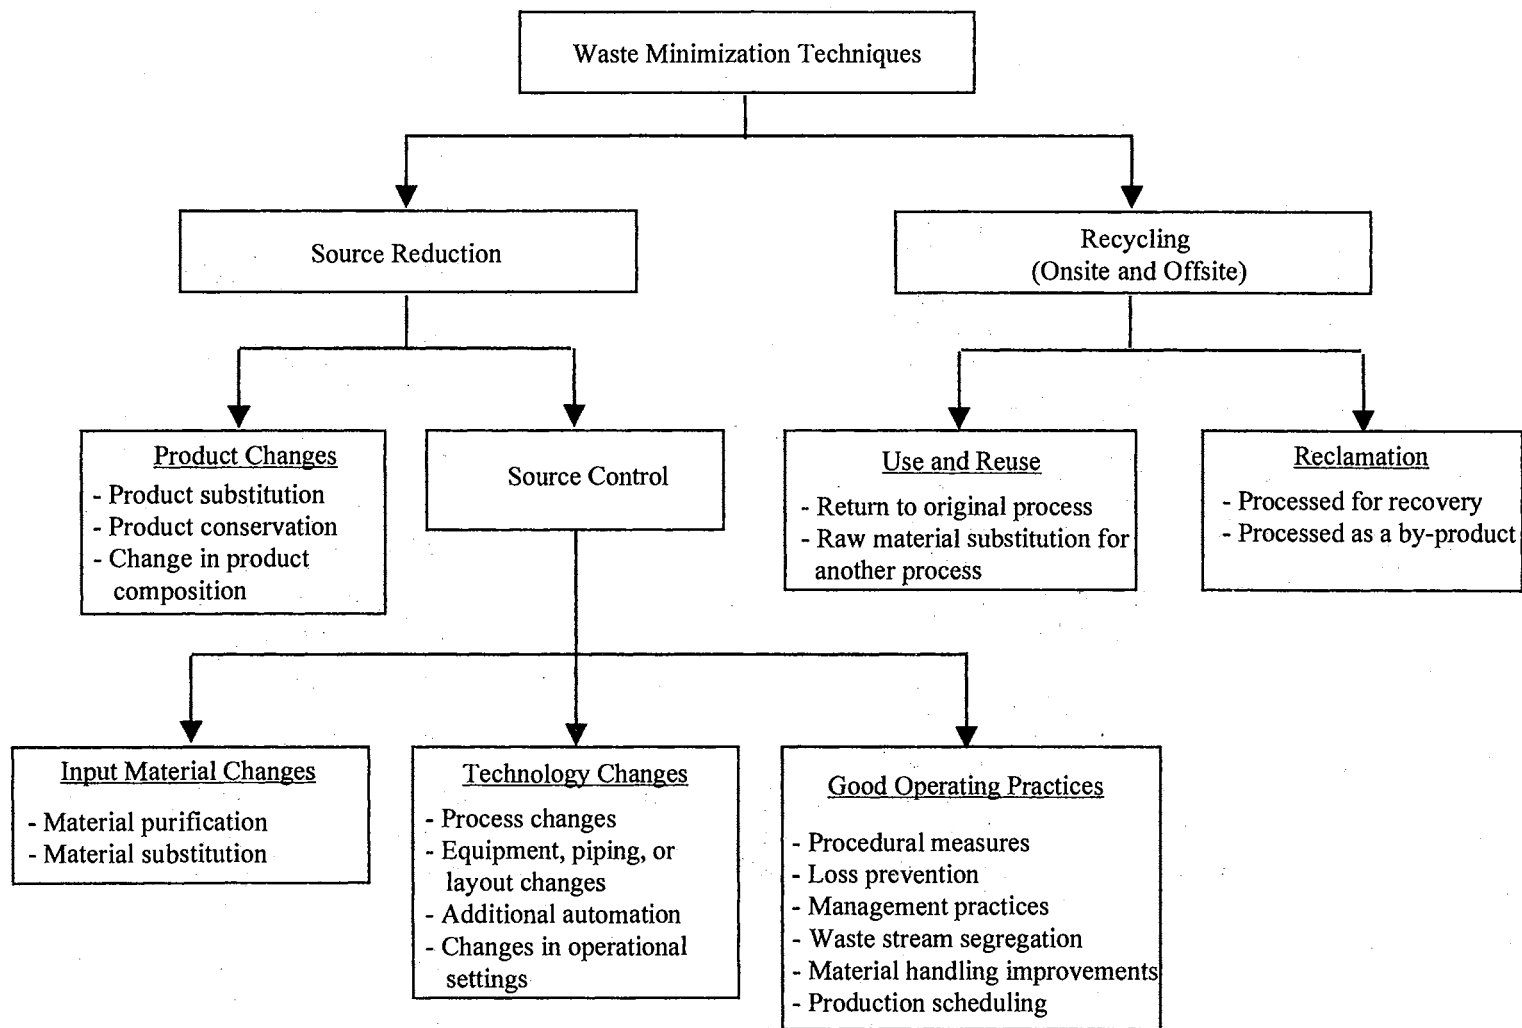 Waste Minimization Techniques
Source Reduction
Recycling
(Onsite and Offsite)
Product Changes
- Product substitution
- Product conservation
- Change in product
composition
Source Control
Use and Reuse
- Return to original process
- Raw material substitution for
another process
Reclamation
- Processed for recovery
- Processed as a by-product
Input Material Changes
- Material purification
- Material substitution
Technology Changes
- Process changes
- Equipment, piping, or
layout changes
- Additional automation
- Changes in operational
settings
Good Operating Practices
- Procedural measures
- Loss prevention
- Management practices
- Waste stream segregation
- Material handling improvements
- Production scheduling